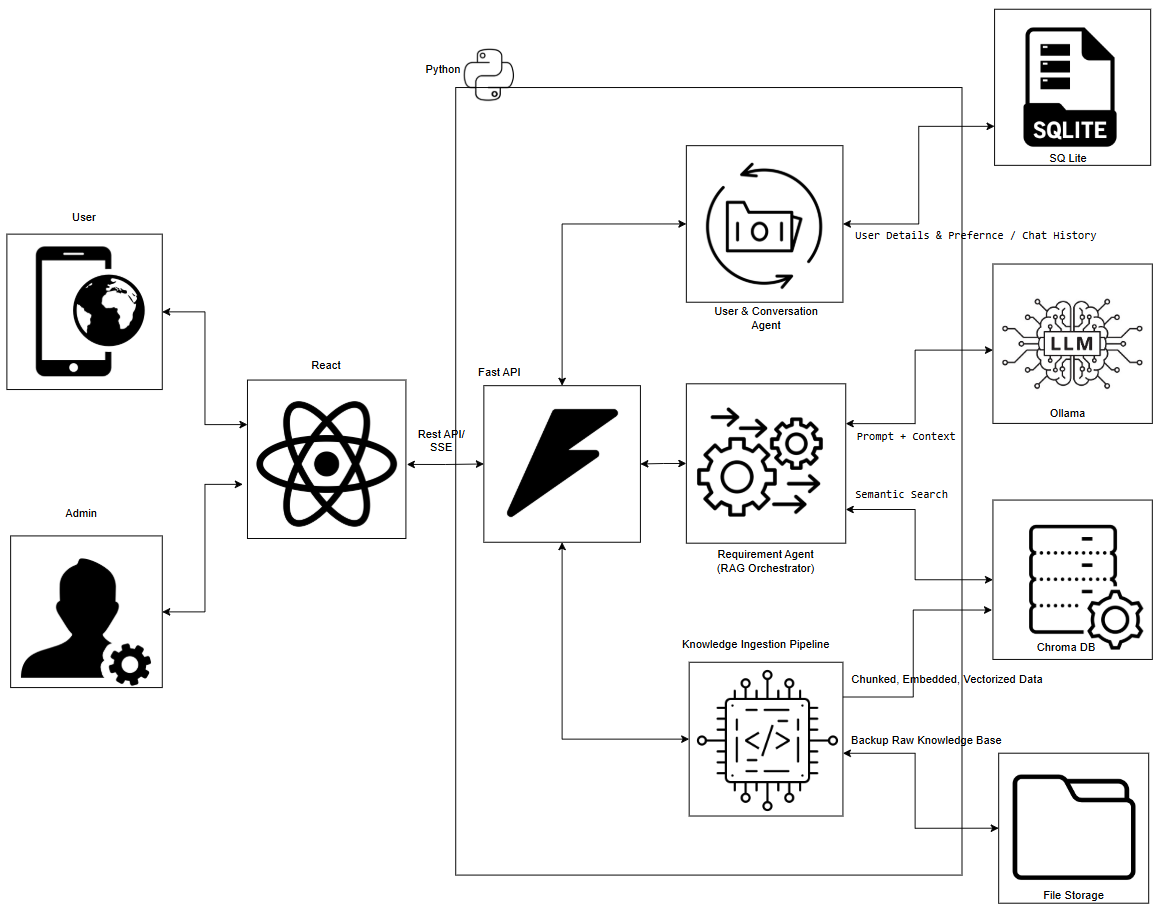 Python
SQLITE
SQ Lite
User
User & Conversation
Agent
User Details & Prefernce / Chat History
LLM
Ollama
React
Fast API
Rest API/
SSE
Prompt + Context
Semantic Search
Requirement Agent
(RAG Orchestrator)
Admin
Chroma DB
Knowledge Ingestion Pipeline
Chunked, Embedded, Vectorized Data
</>
Backup Raw Knowledge Base
File Storage